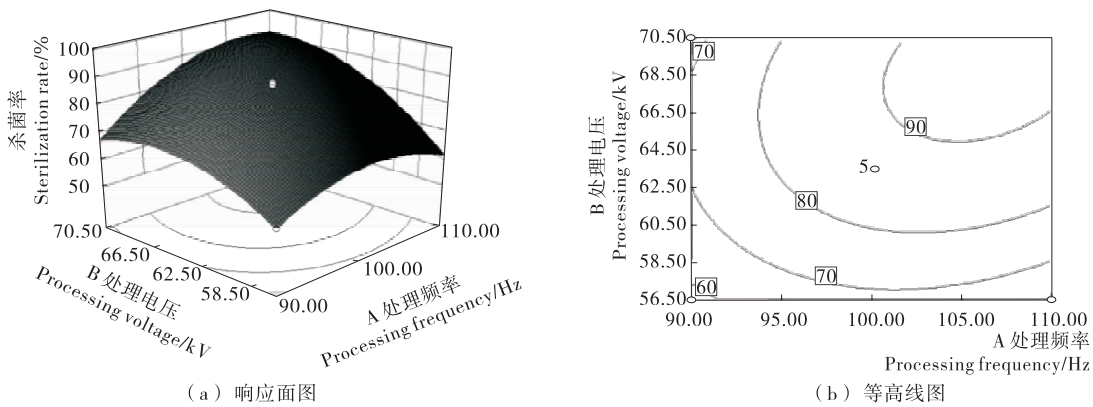 100
90
80
70
60
50
杀菌率
Sterilization rate/%
70.50
66.50
62.50
58.50
B 处理电压
Processing voltage/kV
110.00
100.00
90.00
A 处理频率
Processing frequency/Hz
(a) 响应面图
70.50
68.50
66.50
64.50
62.50
60.50
58.50
56.50
B 处理电压
Processing voltage/kV
70
90
5
80
70
60
90.00 95.00 100.00 105.00 110.00
A 处理频率
Processing frequency/Hz
(b) 等高线图